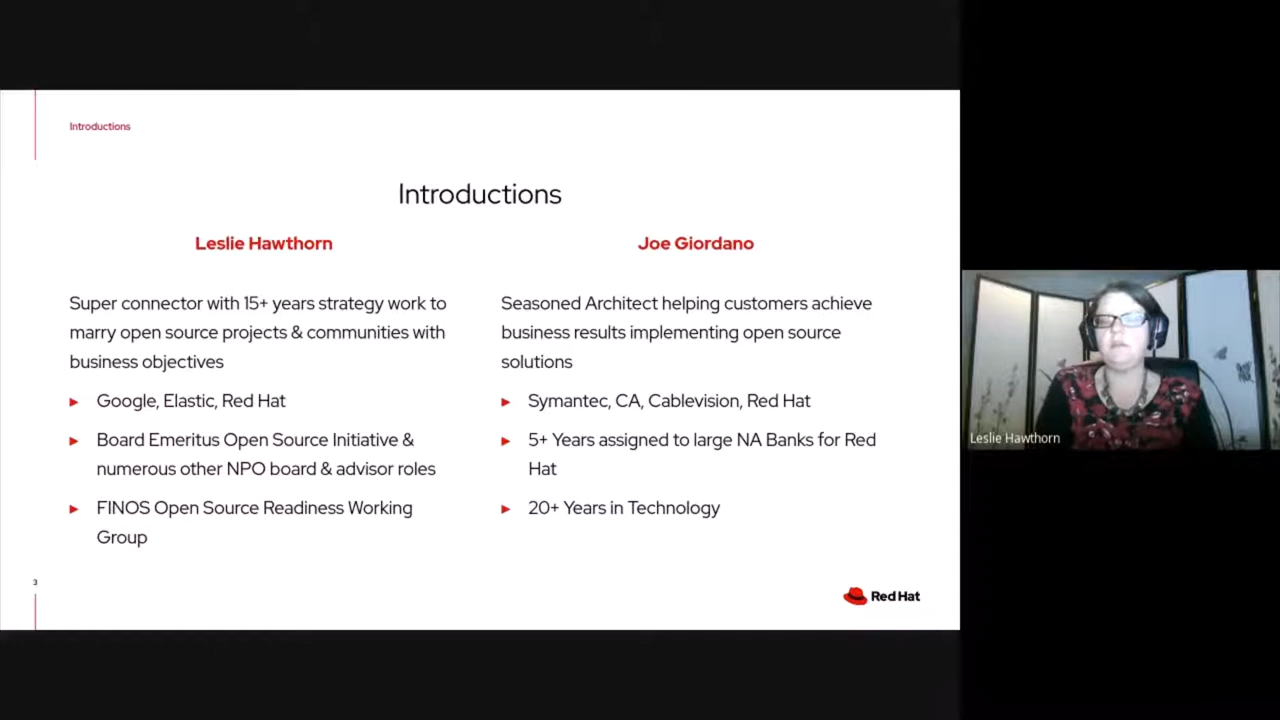 Introductions
Introductions
Leslie Hawthorn
Super connector with 15+ years strategy work to
marry open source projects & communities with
business objectives
▸ Google, Elastic, Red Hat
▸ Board Emeritus Open Source Initiative &
numerous other NPO board & advisor roles
▸ FINOS Open Source Readiness Working
Group
Joe Giordano
Seasoned Architect helping customers achieve
business results implementing open source
solutions
▸ Symantec, CA, Cablevision, Red Hat
▸ 5+ Years assigned to large NA Banks for Red
Hat
▸ 20+ Years in Technology
3
Red Hat
Leslie Hawthorn